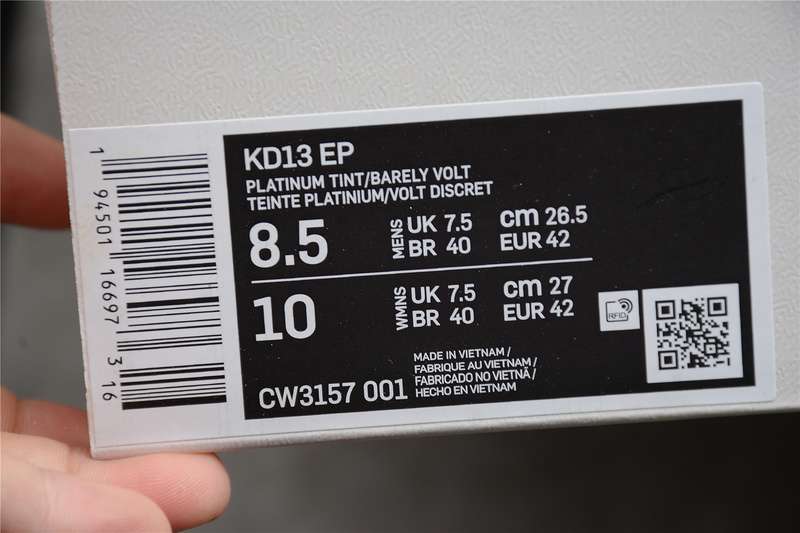 1 94501 16697 3 16
KD13 EP
PLATINUM TINT/BARELY VOLT
TEINTE PLATINIUM/VOLT DISCRET
8.5 MENS UK 7.5 cm 26.5
BR 40 EUR 42
10 WMNS UK 7.5 cm 27
BR 40 EUR 42
RFID
CW3157 001
MADE IN VIETNAM /
FABRIQUE AU VIETNAM /
FABRICADO NO VIETNÃ /
HECHO EN VIETNAM